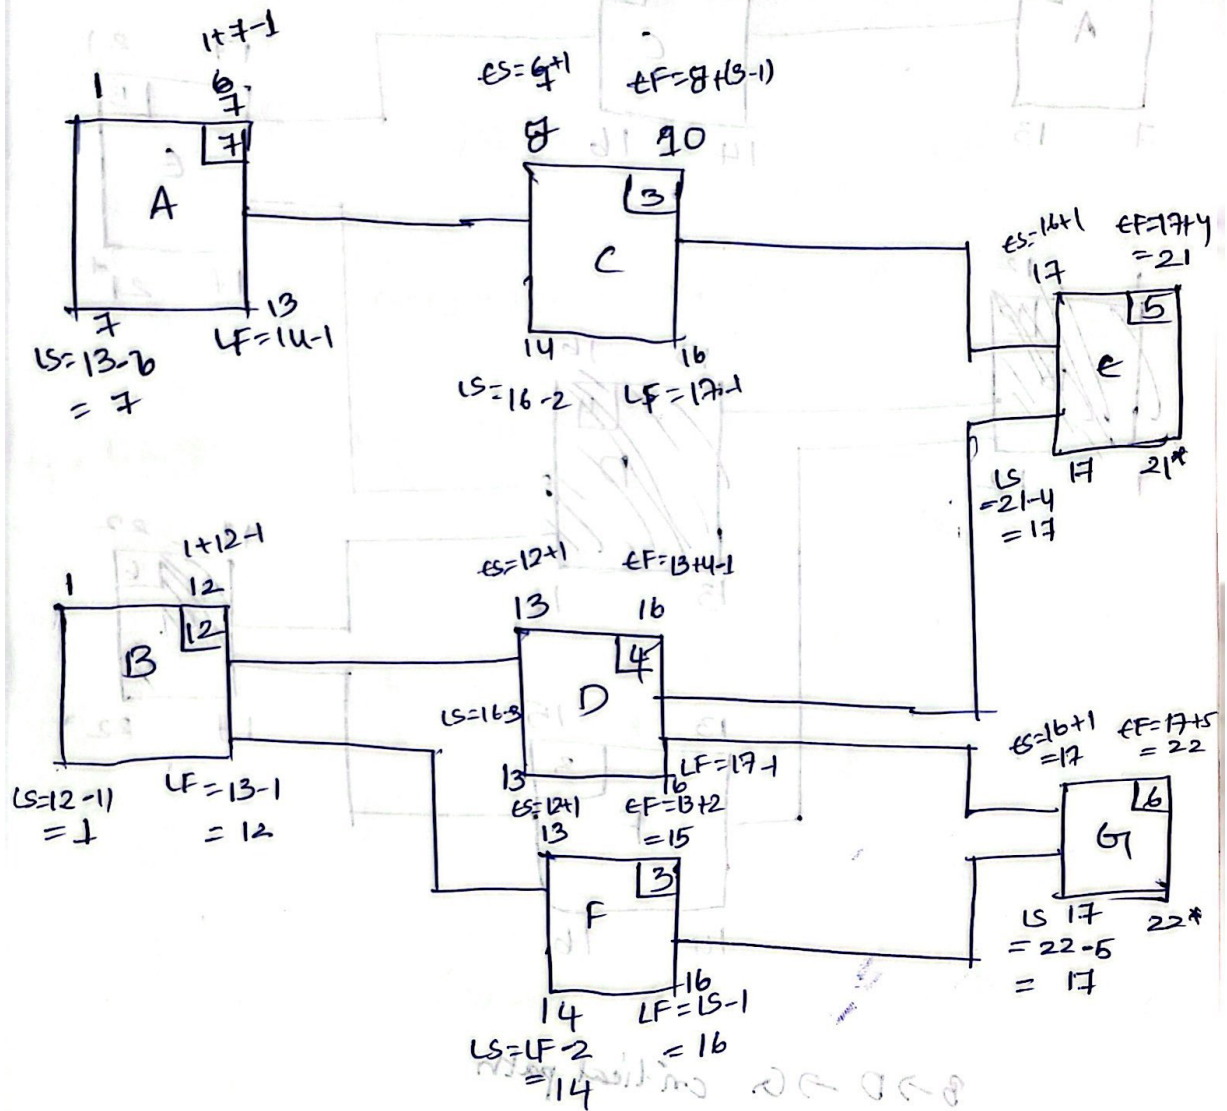 1+7-1
1
7
7
A
13
7
LF=14-1
LS=13-6
= 7
ES=6+1
EF=8+(3-1)
8
10
3
C
14
16
LS=16-2
LF=17-1
ES=16+1
EF=17+4
17
=21
5
E
17
21*
LS
=21-4
=17
1+12-1
1
12
12
B
LS=12-11
=1
LF=13-1
= 12
ES=12+1
EF=13+4-1
13
16
4
D
LS=16-3
13
16
LF=17-1
ES=12+1
EF=13+2
13
=15
3
F
14
16
LF=LS-1
= 16
LS=LF-2
=14
ES=16+1
=17
EF=17+5
= 22
6
G
LS
17
22*
= 22-5
= 17